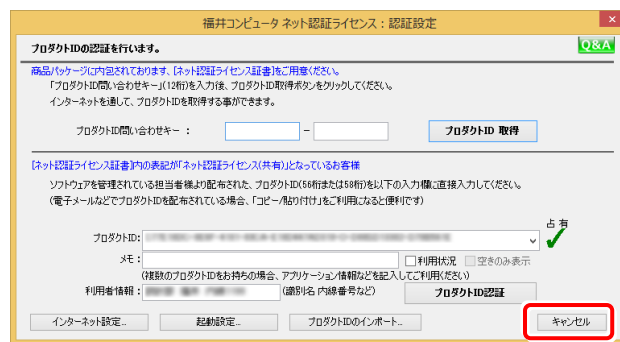 福井コンピュータ ネット認証ライセンス：認証設定
×
プロダクトIDの認証を行います。
Q&A
商品パッケージに内包されております、[ネット認証ライセンス証書]をご用意ください。
「プロダクトID問い合わせキー」(12桁)を入力後、プロダクトID取得ボタンをクリックしてください。
インターネットを通して、プロダクトIDを取得する事ができます。
プロダクトID問い合わせキー ：
－
プロダクトID 取得
[ネット認証ライセンス証書]内の表記が「ネット認証ライセンス(共有)」となっているお客様
ソフトウェアを管理されている担当者様より配布された、プロダクトID(56桁または58桁)を以下の入力欄に直接入力してください。
(電子メールなどでプロダクトIDを配布されている場合、「コピー/貼り付け」をご利用になると便利です)
占有
プロダクトID：
メモ：
利用状況
空きのみ表示
(複数のプロダクトIDをお持ちの場合、アプリケーション情報などを記入してご利用ください)
利用者情報：
(識別名 内線番号など)
プロダクトID認証
インターネット設定...
起動設定...
プロダクトIDのインポート...
キャンセル